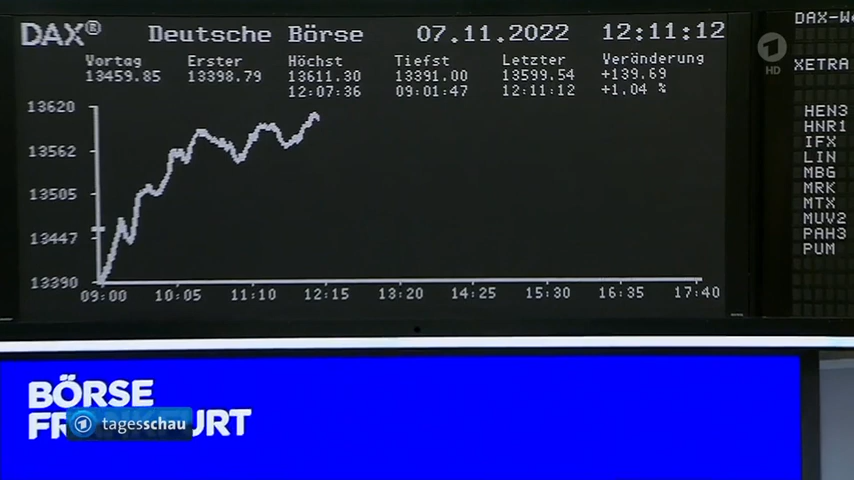 DAX® Deutsche Börse 07.11.2022 12:11:12
Vortag Erster Höchst Tiefst Letzter Veränderung
13459.85 13398.79 13611.30 13391.00 13599.54 +139.69
12:07:36 09:01:47 12:11:12 +1.04 %
13620
13562
13505
13447
13390
09:00 10:05 11:10 12:15 13:20 14:25 15:30 16:35 17:40
XETRA
HEN3
HNR1
IFX
LIN
MBG
MRK
MTX
MUV2
PAH3
PUM
1
HD
BÖRSE
tagesschau